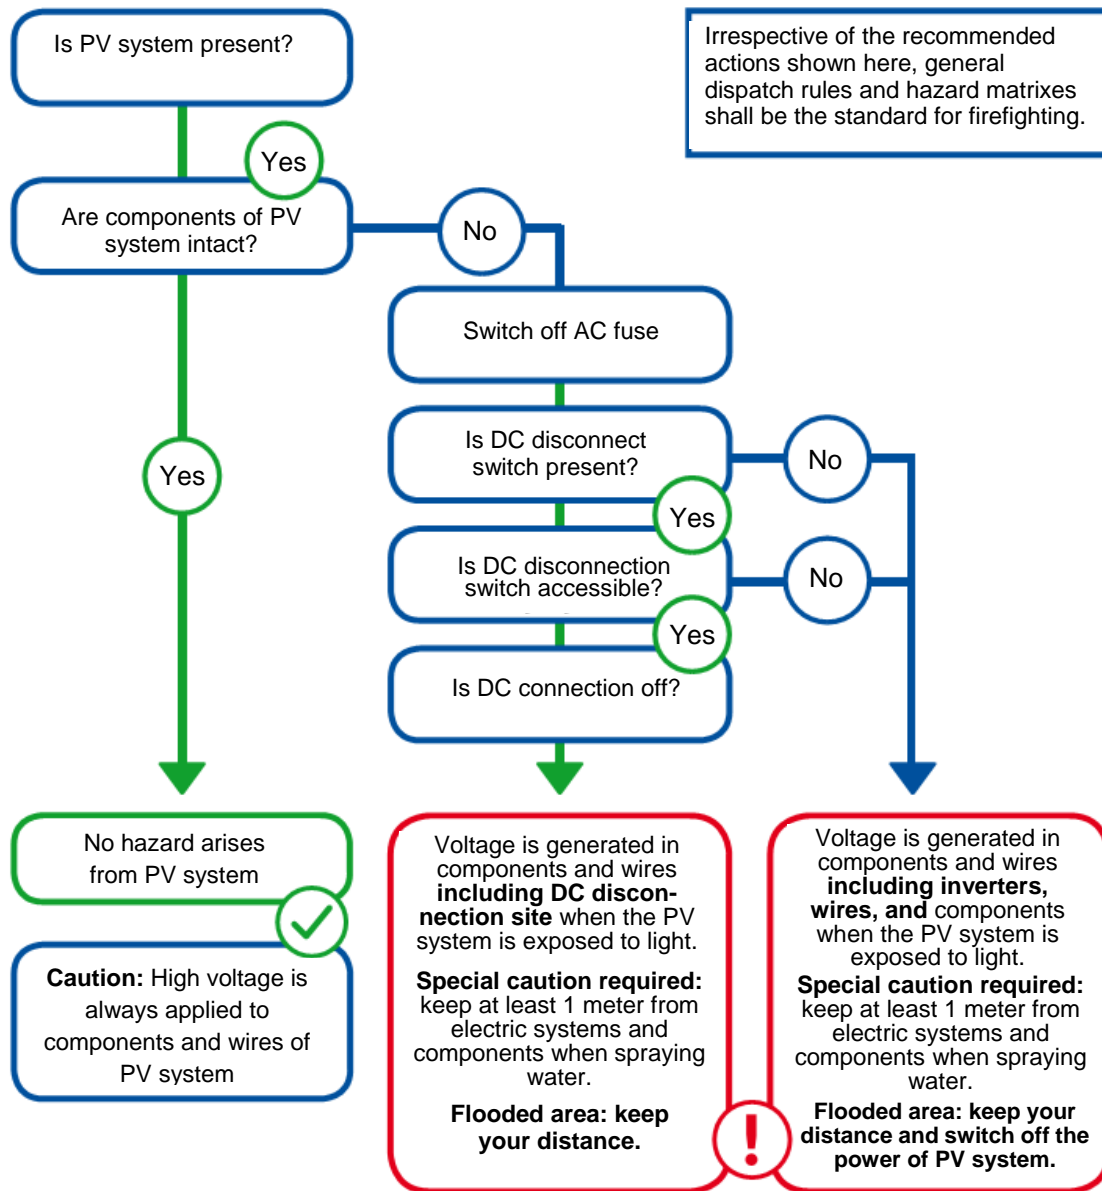 Is PV system present?
Irrespective of the recommended
actions shown here, general
dispatch rules and hazard matrixes
shall be the standard for firefighting.
Yes
Are components of PV
system intact?
No
Switch off AC fuse
Is DC disconnect
switch present?
No
Yes
Yes
Is DC disconnection
switch accessible?
No
Yes
Is DC connection off?
No hazard arises
from PV system
Caution: High voltage is
always applied to
components and wires of
PV system
Voltage is generated in
components and wires
including DC discon-
nection site when the PV
system is exposed to light.
Special caution required:
keep at least 1 meter from
electric systems and
components when spraying
water.
Flooded area: keep
your distance.
Voltage is generated in
components and wires
including inverters,
wires, and components
when the PV system is
exposed to light.
Special caution required:
keep at least 1 meter from
electric systems and
components when spraying
water.
Flooded area: keep your
distance and switch off the
power of PV system.
!